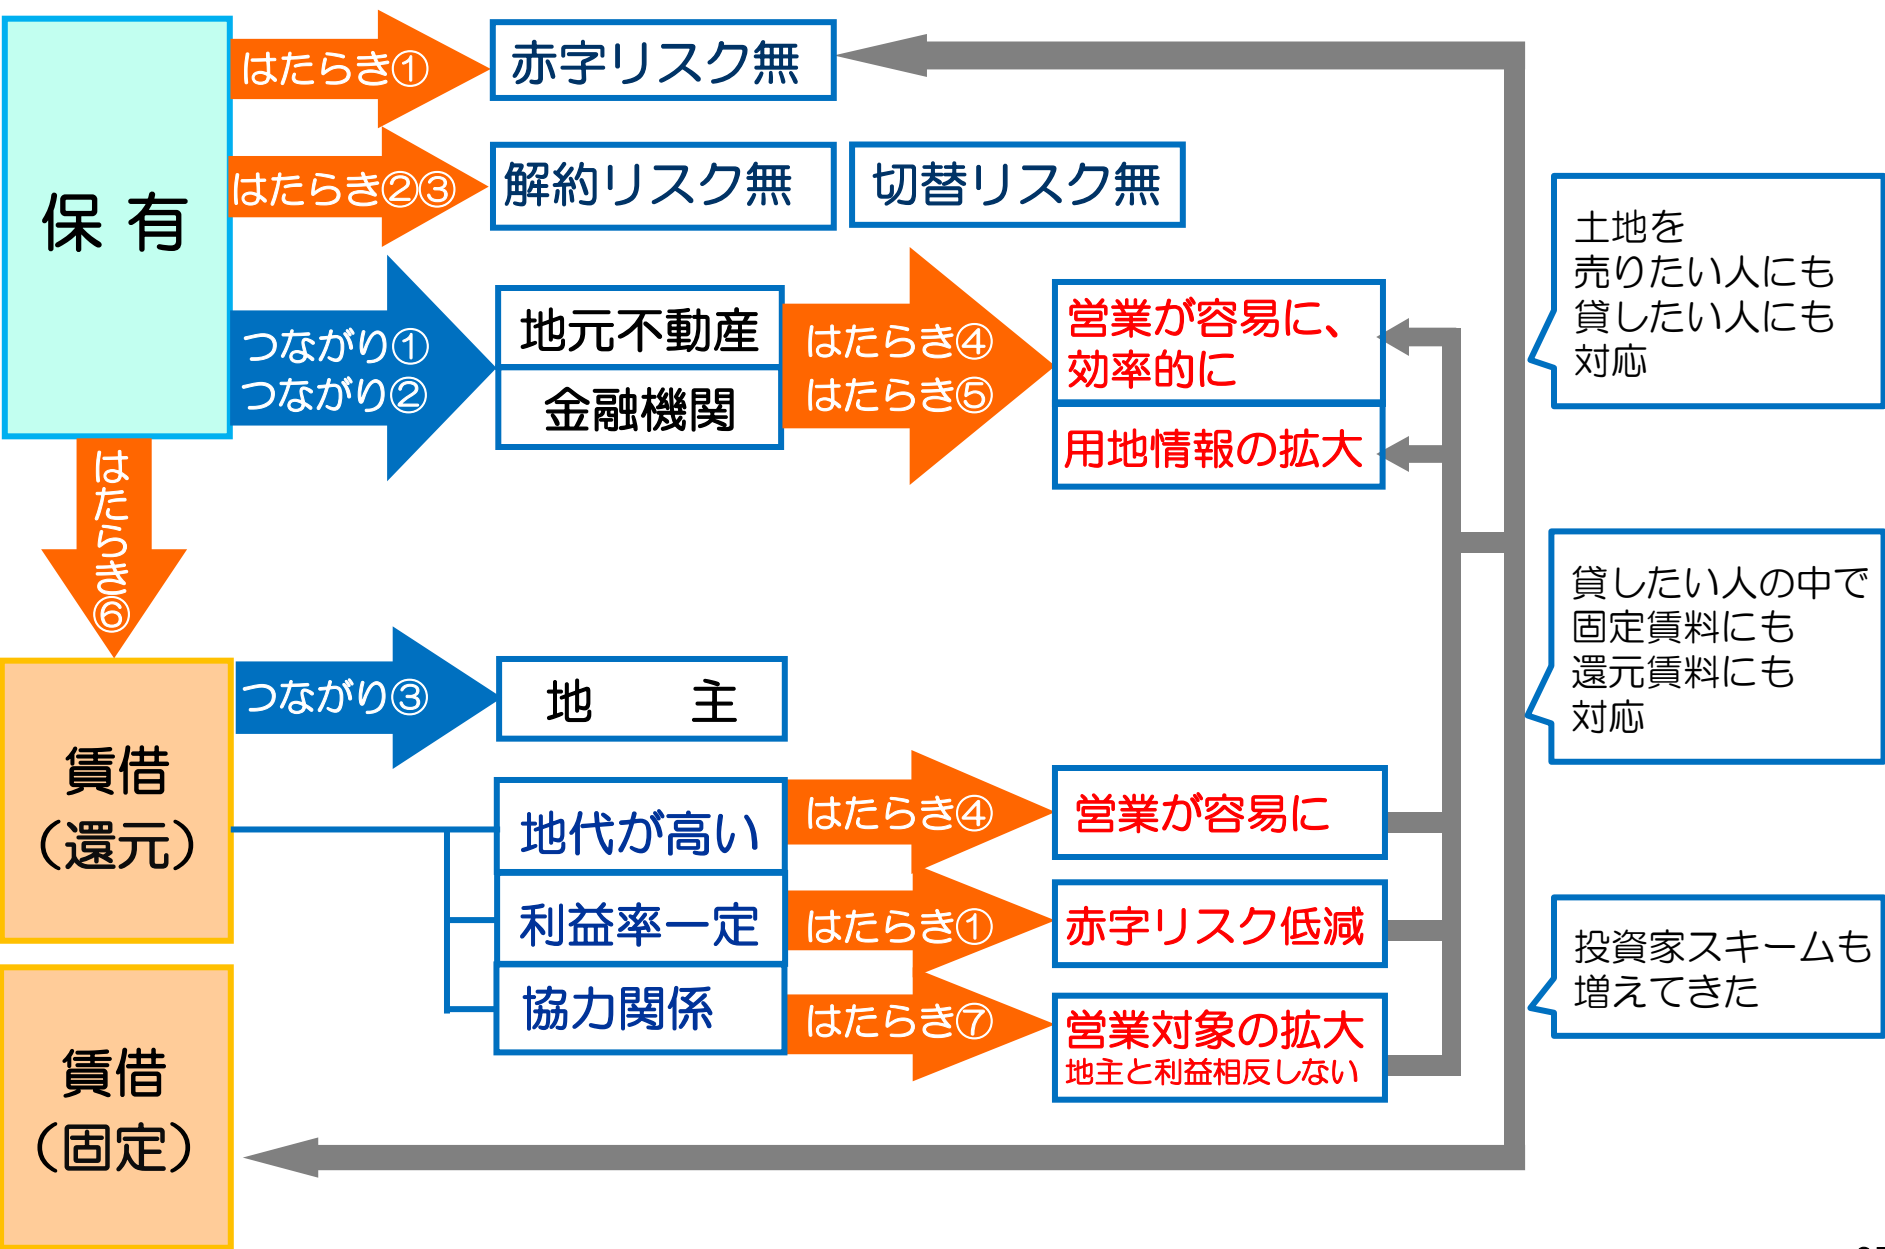 保 有
はたらき①
赤字リスク無
はたらき②③
解約リスク無
切替リスク無
つながり①
つながり②
地元不動産
金融機関
はたらき④
はたらき⑤
営業が容易に、
効率的に
用地情報の拡大
はたらき⑥
賃借
（還元）
つながり③
地 主
地代が高い
はたらき④
営業が容易に
利益率一定
はたらき①
赤字リスク低減
協力関係
はたらき⑦
営業対象の拡大
地主と利益相反しない
賃借
（固定）
土地を
売りたい人にも
貸したい人にも
対応
貸したい人の中で
固定賃料にも
還元賃料にも
対応
投資家スキームも
増えてきた